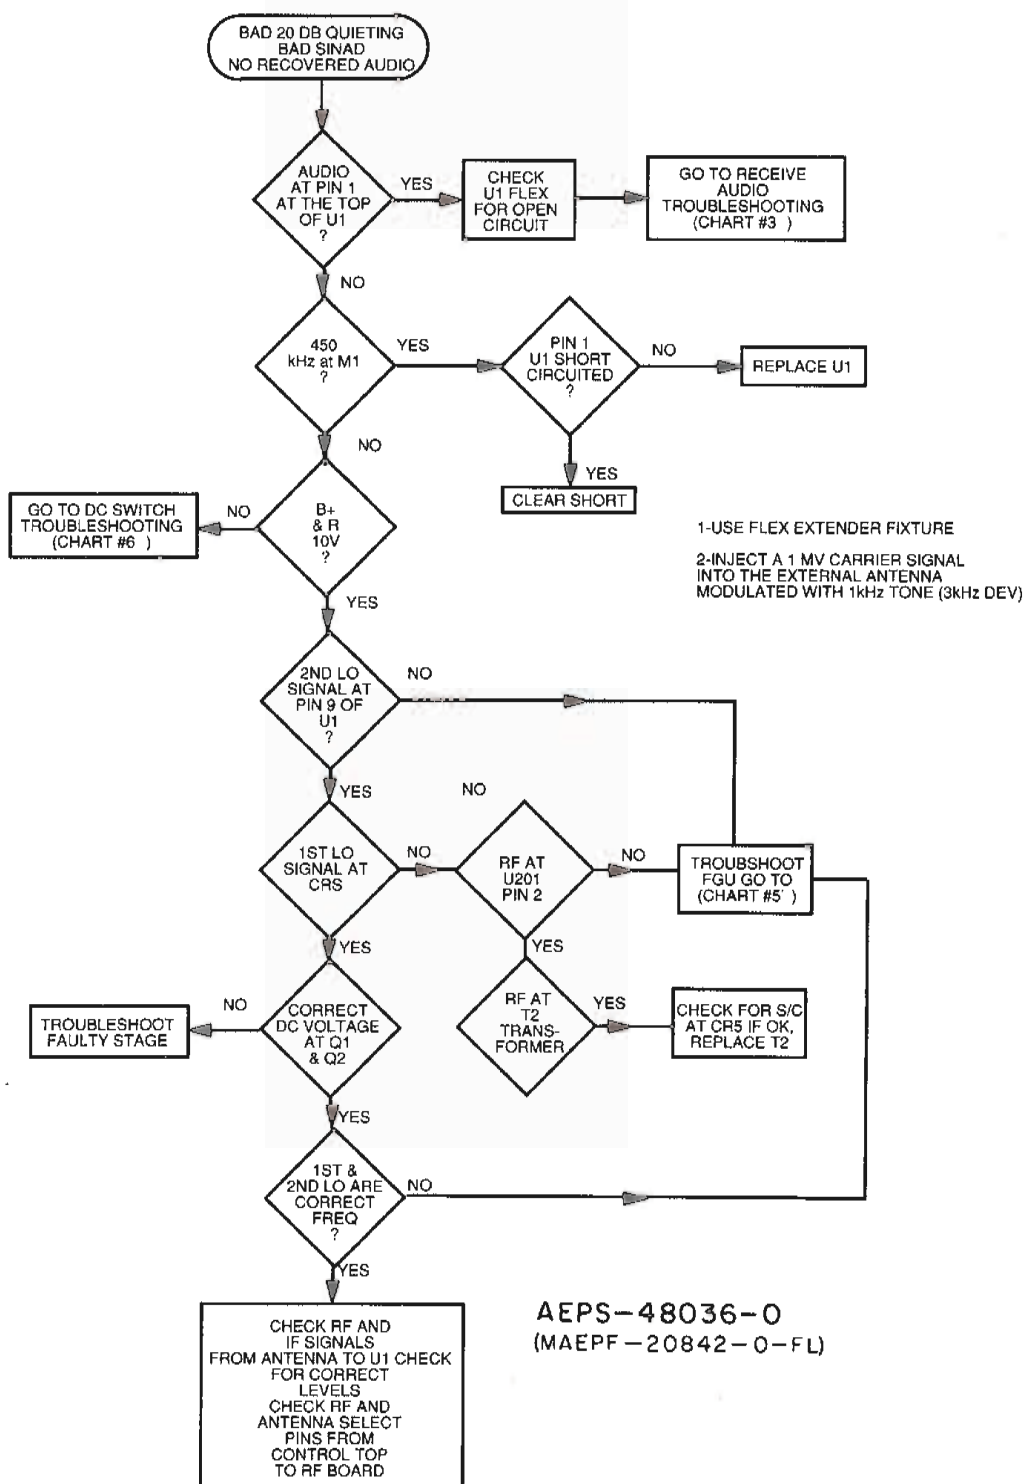 BAD 20 DB QUIETING
BAD SINAD
NO RECOVERED AUDIO
AUDIO
AT PIN 1
AT THE TOP
OF U1
?
YES
CHECK
U1 FLEX
FOR OPEN
CIRCUIT
GO TO RECEIVE
AUDIO
TROUBLESHOOTING
(CHART #3 )
NO
450
kHz at M1
?
YES
PIN 1
U1 SHORT
CIRCUITED
?
NO
REPLACE U1
YES
CLEAR SHORT
NO
B+
& R
10V
?
NO
GO TO DC SWITCH
TROUBLESHOOTING
(CHART #6 )
1-USE FLEX EXTENDER FIXTURE
2-INJECT A 1 MV CARRIER SIGNAL
INTO THE EXTERNAL ANTENNA
MODULATED WITH 1kHz TONE (3kHz DEV)
YES
2ND LO
SIGNAL AT
PIN 9 OF
U1
?
NO
YES
NO
1ST LO
SIGNAL AT
CRS
NO
RF AT
U201
PIN 2
NO
TROUBSHOOT
FGU GO TO
(CHART #5 )
YES
YES
CORRECT
DC VOLTAGE
AT Q1
& Q2
NO
TROUBLESHOOT
FAULTY STAGE
RF AT
T2
TRANS-
FORMER
YES
CHECK FOR S/C
AT CR5 IF OK,
REPLACE T2
YES
1ST &
2ND LO ARE
CORRECT
FREQ
?
NO
YES
CHECK RF AND
IF SIGNALS
FROM ANTENNA TO U1 CHECK
FOR CORRECT
LEVELS
CHECK RF AND
ANTENNA SELECT
PINS FROM
CONTROL TOP
TO RF BOARD
AEPS-48036-O
(MAEPF-20842-O-FL)